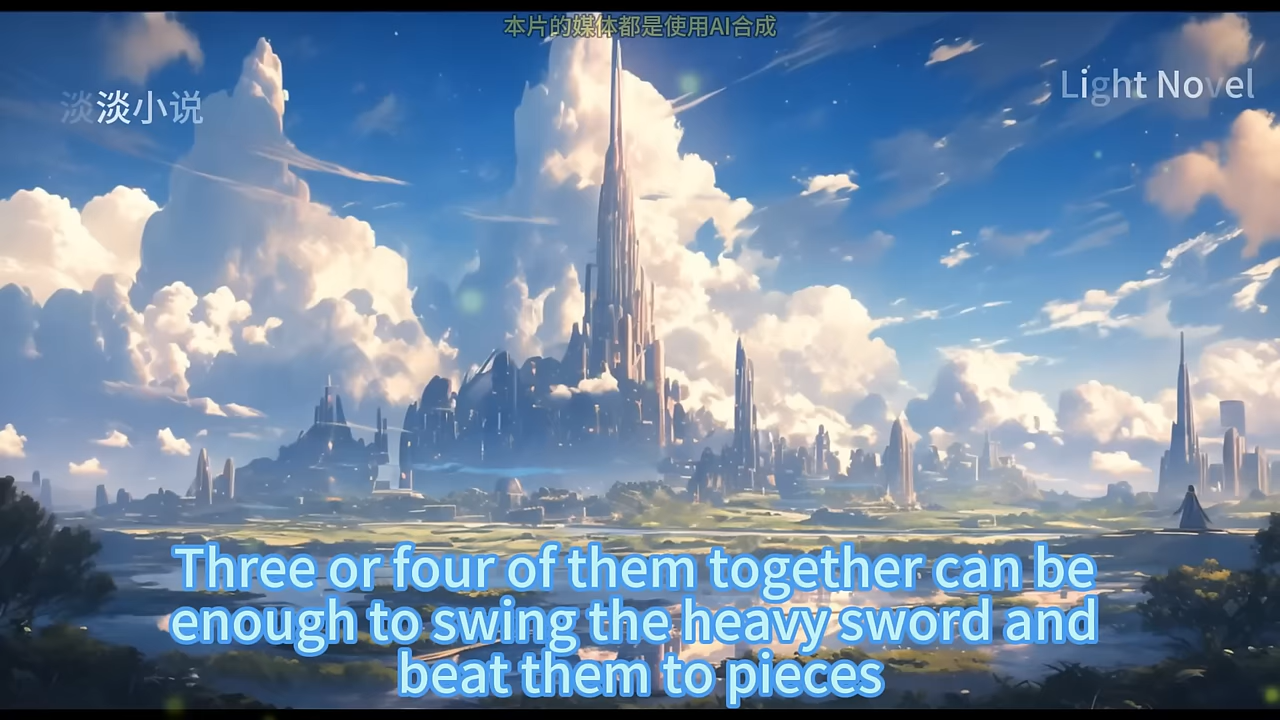 本片的媒体都是使用AI合成
淡淡小说
Light Novel
Three or four of them together can be
enough to swing the heavy sword and
beat them to pieces